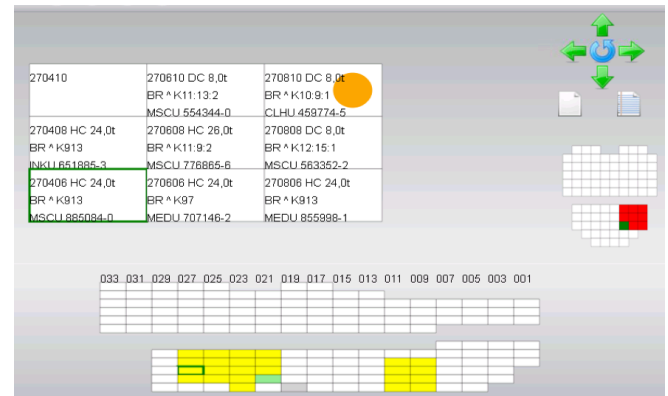 270410
270610 DC 8,0t
BR ^ K11:13:2
MSCU 554344-0
270810 DC 8,0t
BR ^ K10:9:1
CLHU 459774-5
270408 HC 24,0t
BR ^ K913
INKU 651885-3
270608 HC 26,0t
BR ^ K11:9:2
MSCU 776865-6
270808 DC 8,0t
BR ^ K12:15:1
MSCU 563352-2
270406 HC 24,0t
BR ^ K913
MSCU 885084-0
270606 HC 24,0t
BR ^ K97
MEDU 707146-2
270806 HC 24,0t
BR ^ K913
MEDU 855998-1
033 031 029 027 025 023 021 019 017 015 013 011 009 007 005 003 001